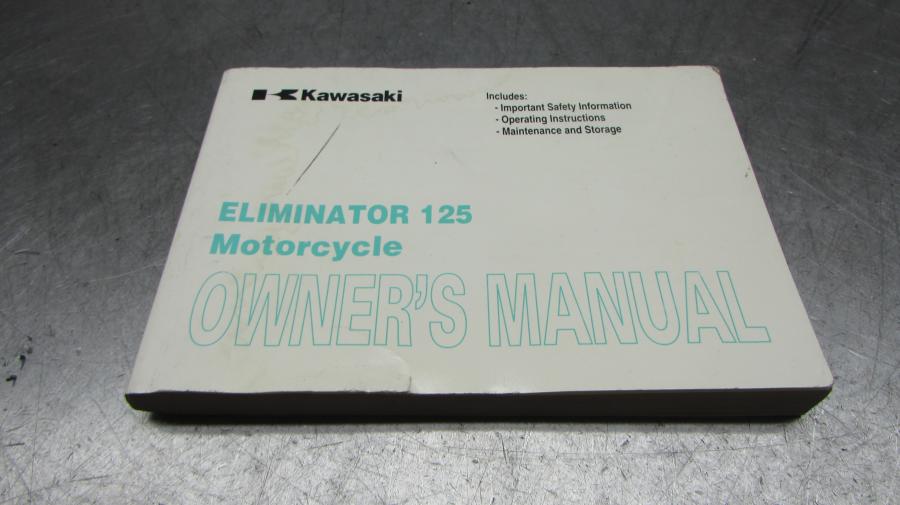 Kawasaki
Includes:
- Important Safety Information
- Operating Instructions
- Maintenance and Storage
ELIMINATOR 125
Motorcycle
OWNER'S MANUAL